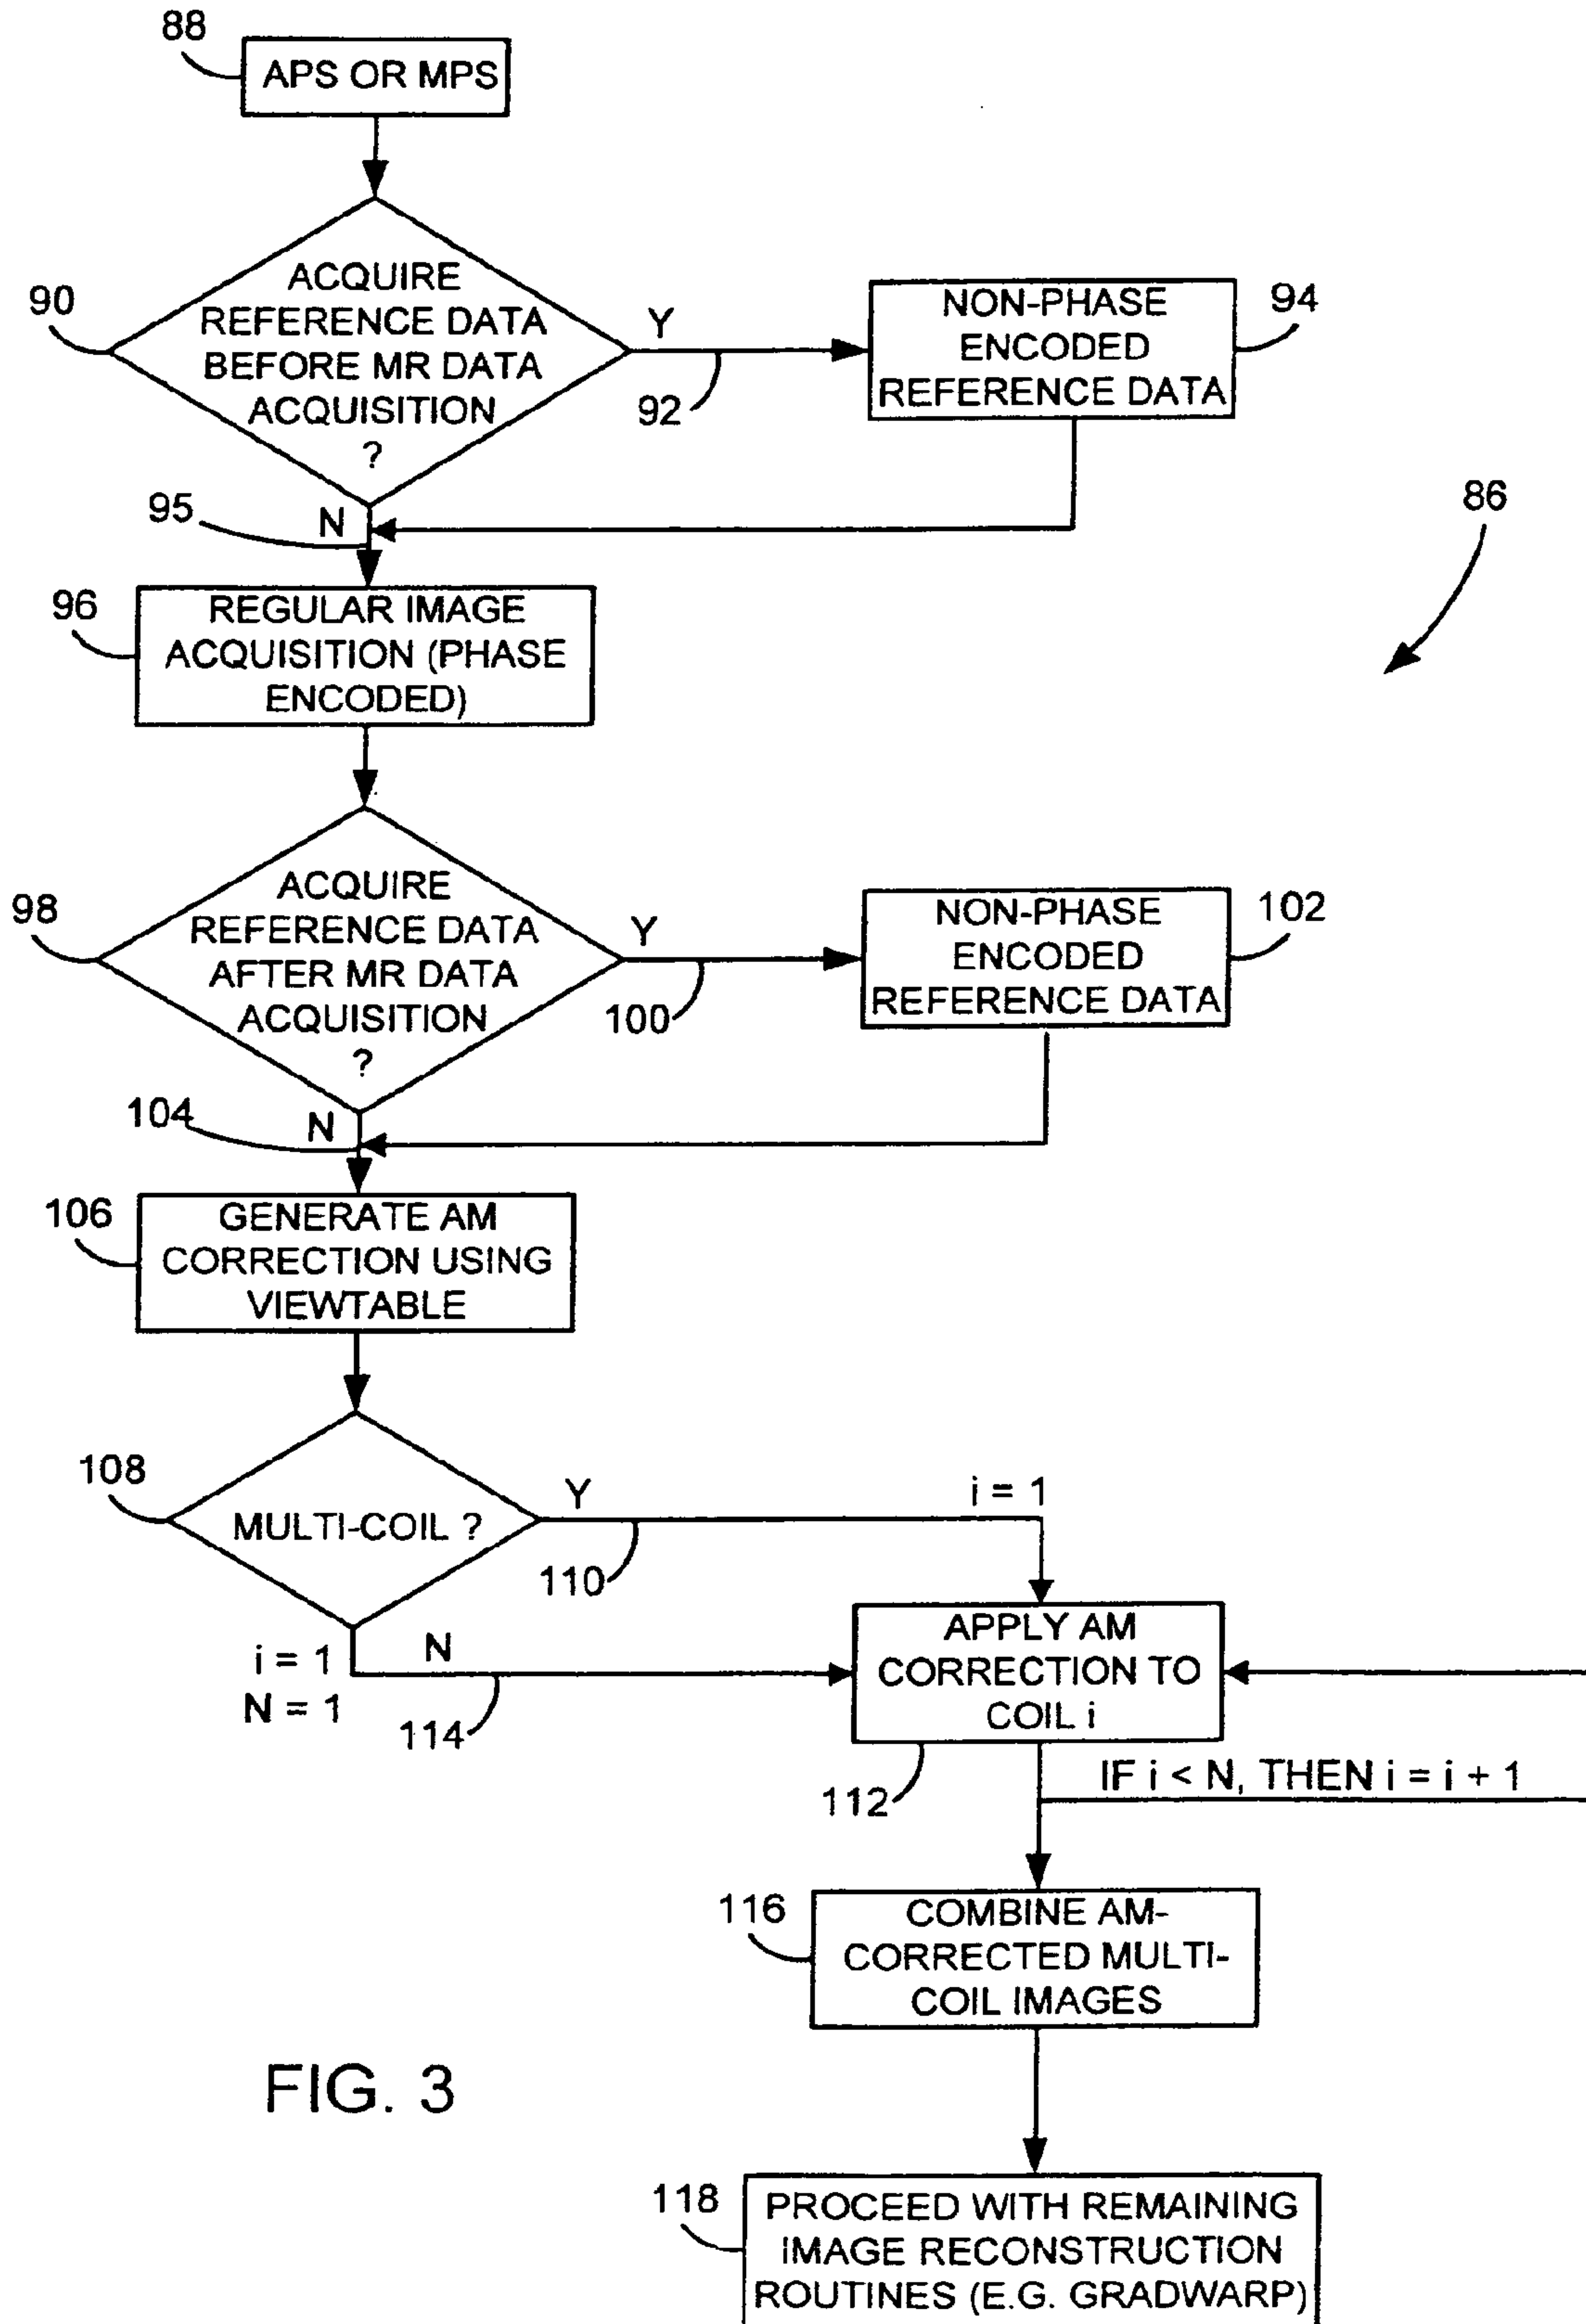 88
APS OR MPS
90
ACQUIRE
REFERENCE DATA
BEFORE MR DATA
ACQUISITION
?
Y
92
NON-PHASE
ENCODED
REFERENCE DATA
94
95
N
86
96
REGULAR IMAGE
ACQUISITION (PHASE
ENCODED)
98
ACQUIRE
REFERENCE DATA
AFTER MR DATA
ACQUISITION
?
Y
100
NON-PHASE
ENCODED
REFERENCE DATA
102
104
N
106
GENERATE AM
CORRECTION USING
VIEWTABLE
108
MULTI-COIL ?
Y
110
i = 1
i = 1
N = 1
N
114
APPLY AM
CORRECTION TO
COIL i
112
IF i < N, THEN i = i + 1
116
COMBINE AM-
CORRECTED MULTI-
COIL IMAGES
FIG. 3
118
PROCEED WITH REMAINING
IMAGE RECONSTRUCTION
ROUTINES (E.G. GRADWARP)